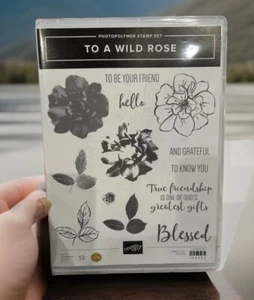 PHOTOPOLYMER STAMP SET
TO A WILD ROSE
TO BE YOUR FRIEND
hello
AND GRATEFUL
TO KNOW YOU
True friendship
IS ONE OF GOD'S
greatest gifts
Blessed
13